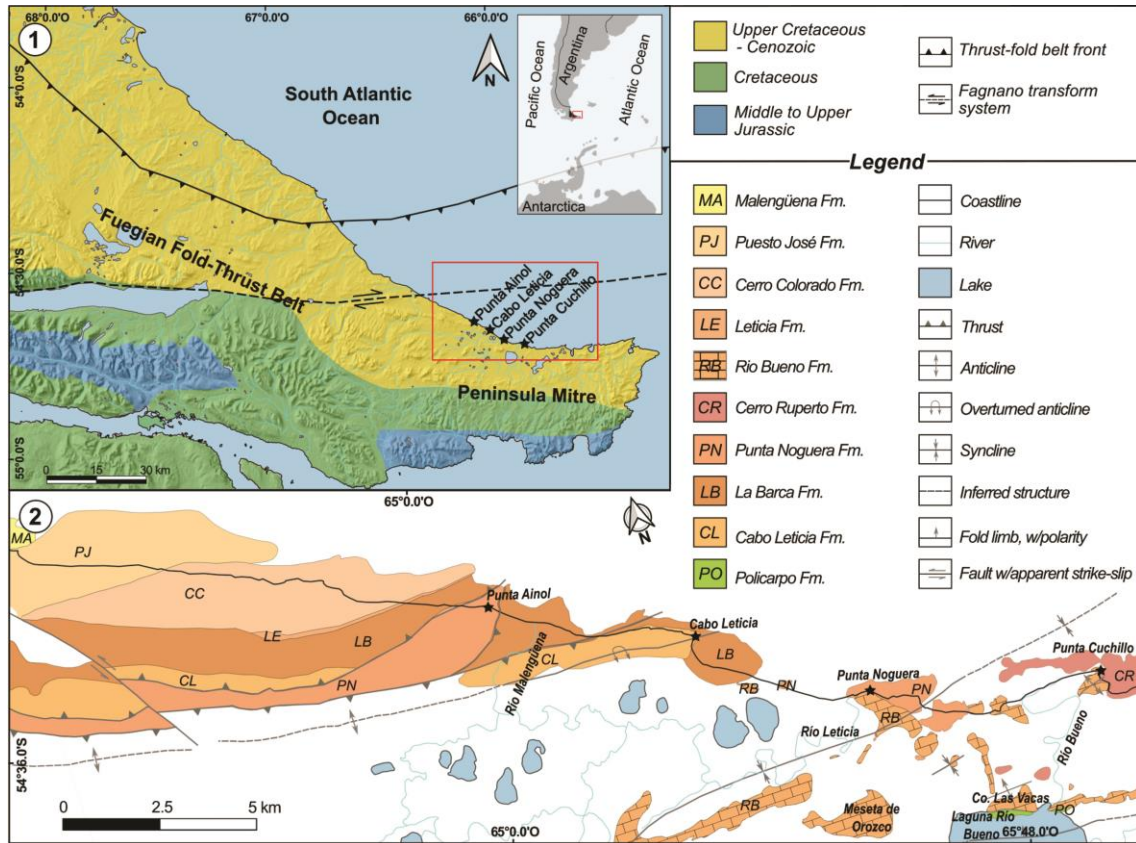 1
68°0.0'O
67°0.0'O
66°0.0'O
54°0.0'S
54°30.0'S
55°0.0'S
N
South Atlantic
Ocean
Pacific Ocean
Argentina
Atlantic Ocean
Antarctica
Fuegian Fold-Thrust Belt
Punta Ainol
Cabo Leticia
Punta Noguera
Punta Cuchillo
Peninsula Mitre
0 15 30 km
65°0.0'O
Upper Cretaceous
- Cenozoic
Cretaceous
Middle to Upper
Jurassic
Thrust-fold belt front
Fagnano transform
system
Legend
MA Malengüena Fm.
PJ Puesto José Fm.
CC Cerro Colorado Fm.
LE Leticia Fm.
RB Rio Bueno Fm.
CR Cerro Ruperto Fm.
PN Punta Noguera Fm.
LB La Barca Fm.
CL Cabo Leticia Fm.
PO Policarpo Fm.
Coastline
River
Lake
Thrust
Anticline
Overturned anticline
Syncline
Inferred structure
Fold limb, w/polarity
Fault w/apparent strike-slip
2
N
MA
PJ
CC
LE
LB
CL
PN
Punta Ainol
Rio Malengüena
CL
Cabo Leticia
LB
RB
PN
Punta Noguera
PN
RB
Río Leticia
Punta Cuchillo
CR
Rio Bueno
Co. Las Vacas
PO
Laguna Rio
Bueno
RB
Meseta de
Orozco
54°36.0'S
0 2.5 5 km
65°0.0'O
65°48.0'O